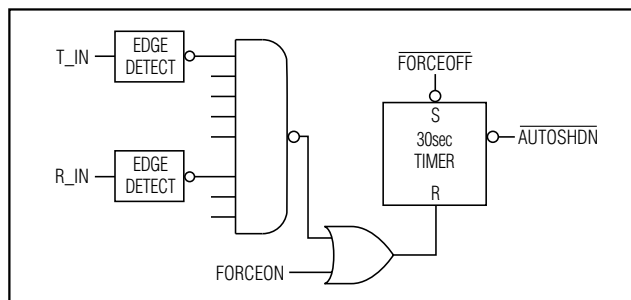 T_IN
EDGE
DETECT
R_IN
EDGE
DETECT
FORCEON
FORCEOFF
S
30sec
TIMER
R
AUTOSHDN